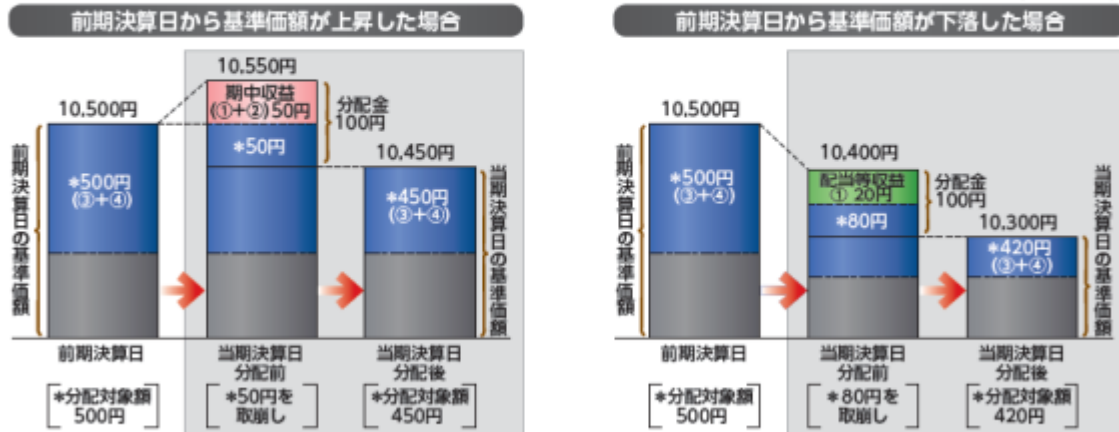 前期決算日から基準価額が上昇した場合
10,550円
期中収益
(①+②)50円
分配金
100円
10,500円
*50円
10,450円
*500円
(③+④)
*450円
(③+④)
前期決算日の基準価額
当期決算日の基準価額
前期決算日
当期決算日
分配前
当期決算日
分配後
*分配対象額
500円
*50円を
取崩し
*分配対象額
450円
前期決算日から基準価額が下落した場合
10,500円
10,400円
配当等収益
① 20円
分配金
100円
*500円
(③+④)
*80円
10,300円
*420円
(③+④)
前期決算日の基準価額
当期決算日の基準価額
前期決算日
当期決算日
分配前
当期決算日
分配後
*分配対象額
500円
*80円を
取崩し
*分配対象額
420円